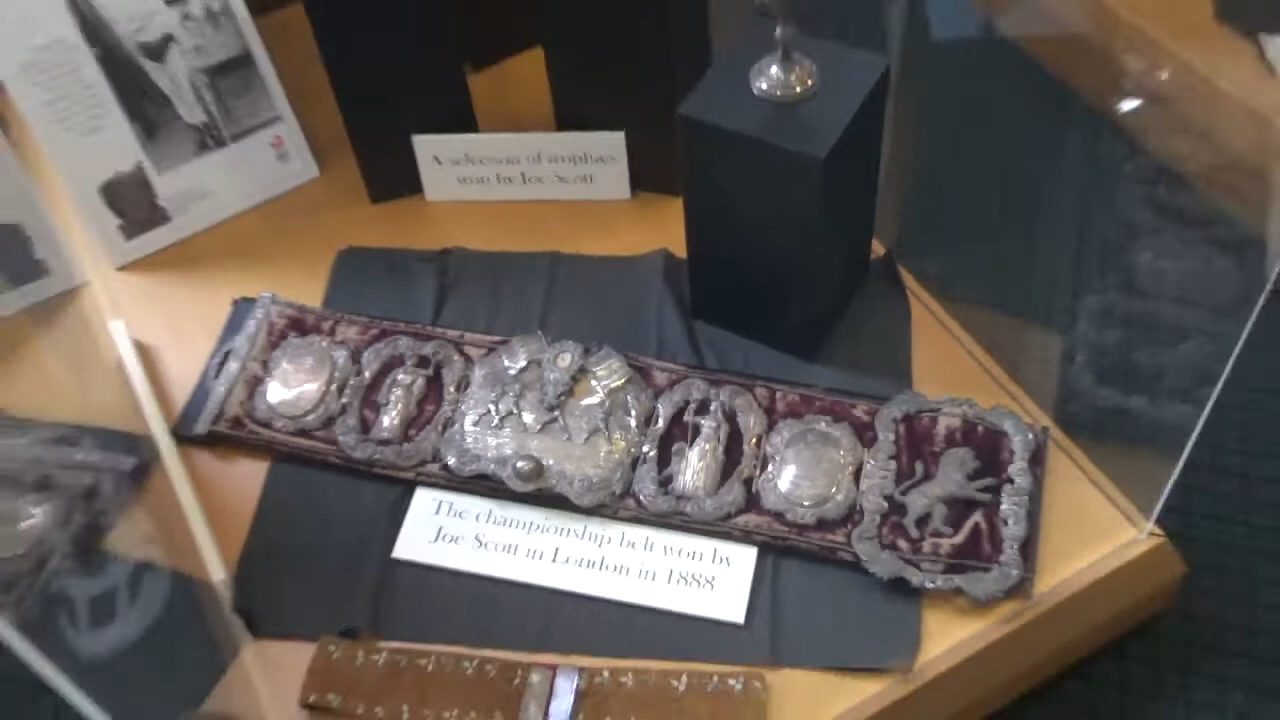 A selection of trophies
won by Joe Scott
The championship belt won by
Joe Scott in London in 1888